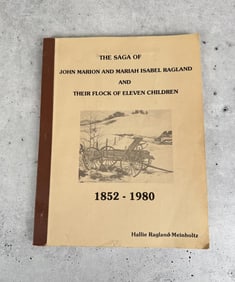 THE SAGA OF
JOHN MARION AND MARIAH ISABEL RAGLAND
AND
THEIR FLOCK OF ELEVEN CHILDREN
1852 - 1980
Hallie Ragland-Meinholtz